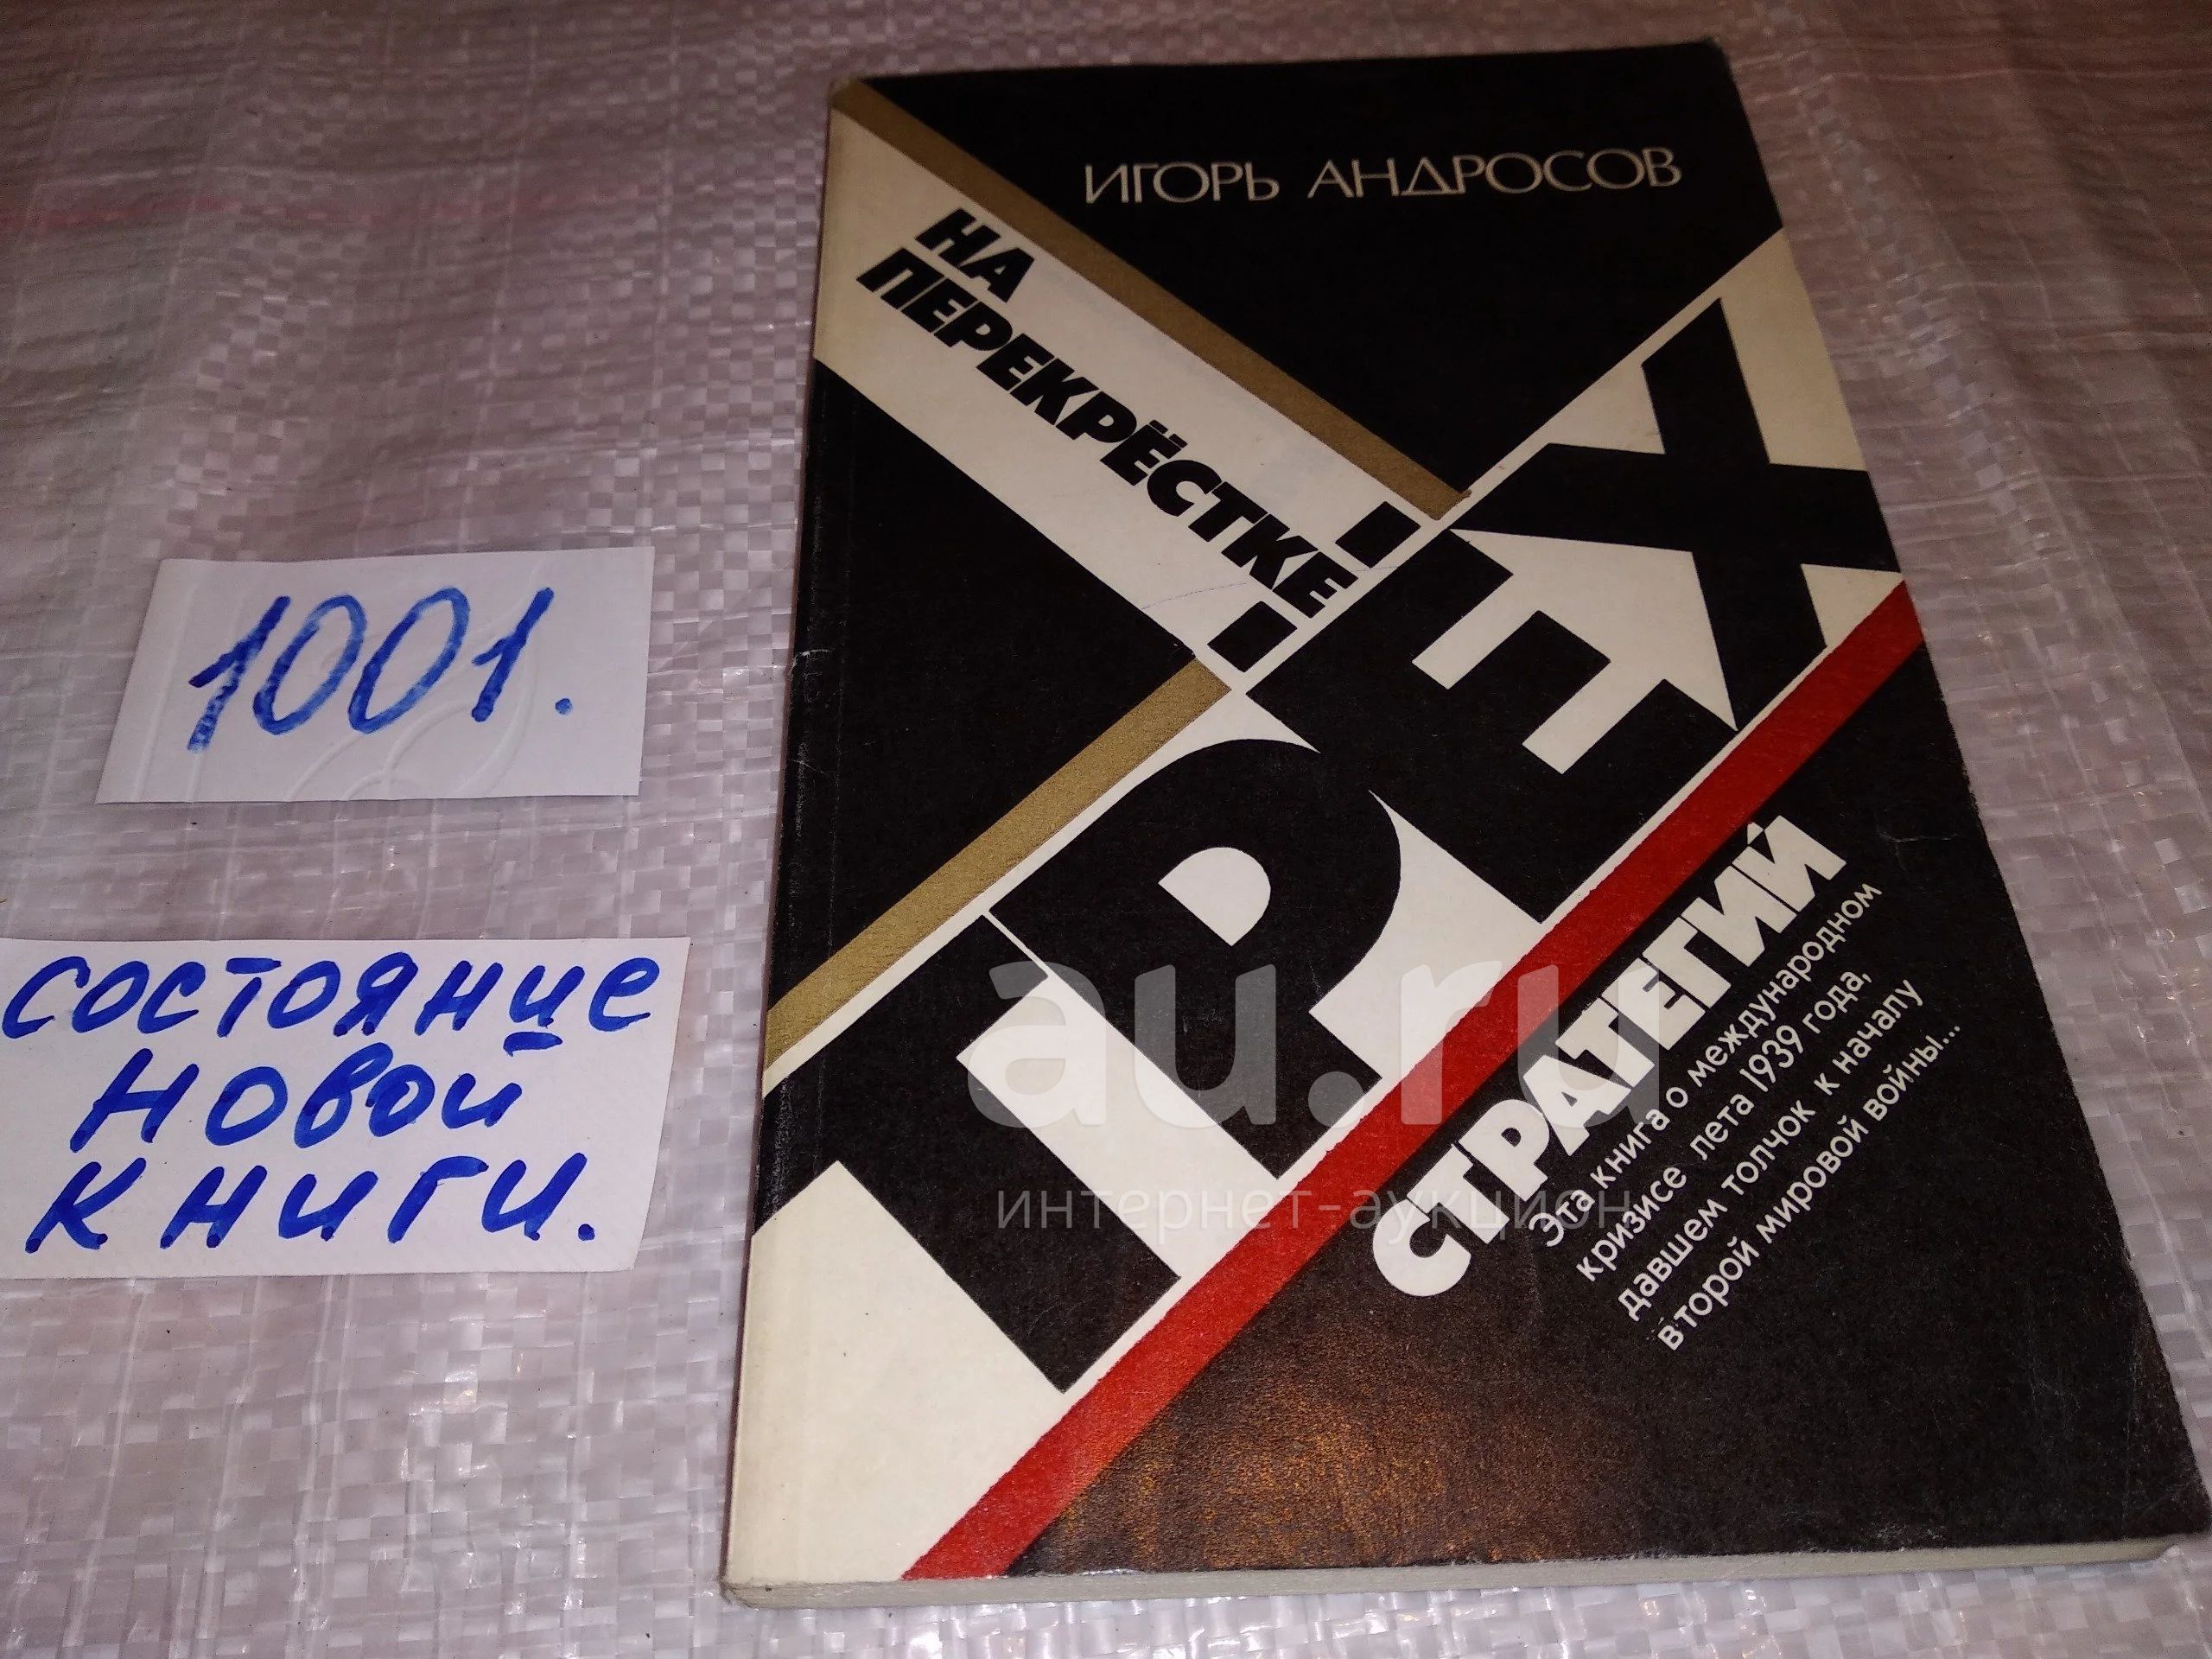 ИГОРЬ АНДРОСОВ
НА
ПЕРЕКРЁСТКЕ
ТРЕХ
СТРАТЕГИЙ
Эта книга о международном
кризисе лета 1939 года,
давшем толчок к началу
второй мировой войны...
1001.
состояние
новой
книги.
au.ru
интернет-аукцион